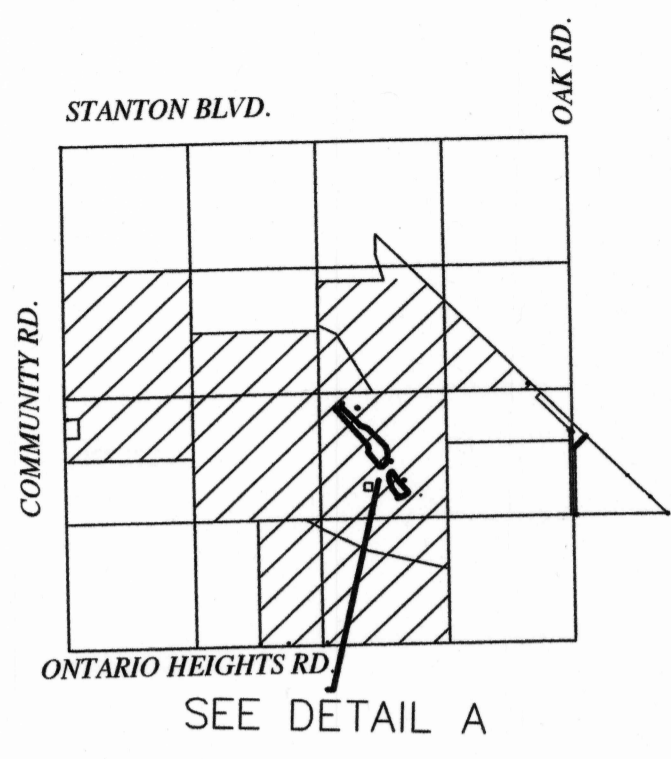 OAK RD.
STANTON BLVD.
COMMUNITY RD.
ONTARIO HEIGHTS RD.
SEE DETAIL A